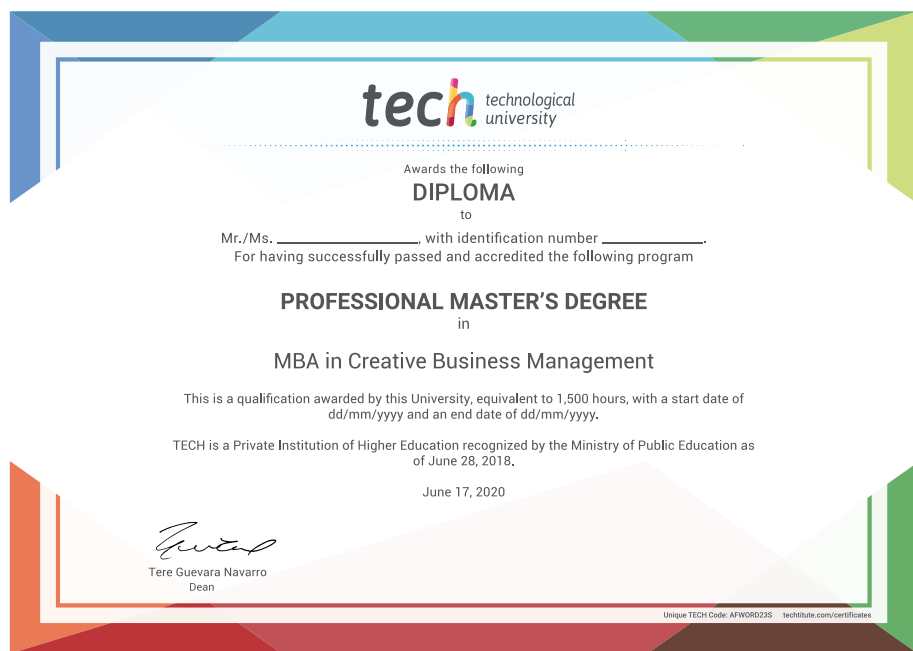 tech technological
university
Awards the following
DIPLOMA
to
Mr./Ms. ____________, with identification number ____________.
For having successfully passed and accredited the following program
PROFESSIONAL MASTER'S DEGREE
in
MBA in Creative Business Management
This is a qualification awarded by this University, equivalent to 1,500 hours, with a start date of
dd/mm/yyyy and an end date of dd/mm/yyyy.
TECH is a Private Institution of Higher Education recognized by the Ministry of Public Education as
of June 28, 2018.
June 17, 2020
Tere Guevara Navarro
Dean
Unique TECH Code: AFWORD23S techtitute.com/certificates